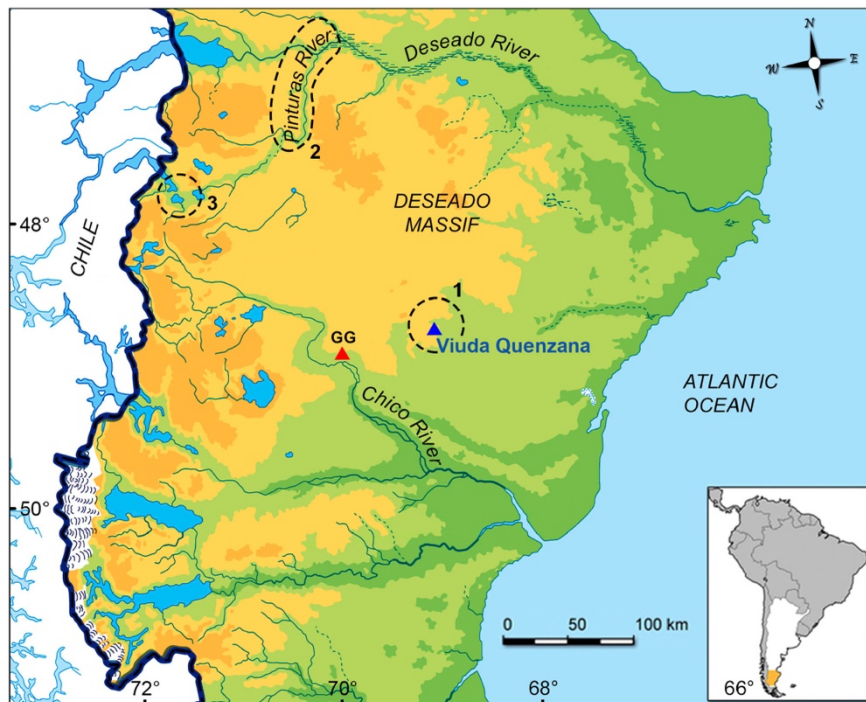 N
W
E
S
Deseado River
Pinturas River
2
3
48°
DESEADO
MASSIF
CHILE
1
GG
Viuda Quenzana
Chico River
ATLANTIC
OCEAN
50°
0 50 100 km
72°
70°
68°
66°